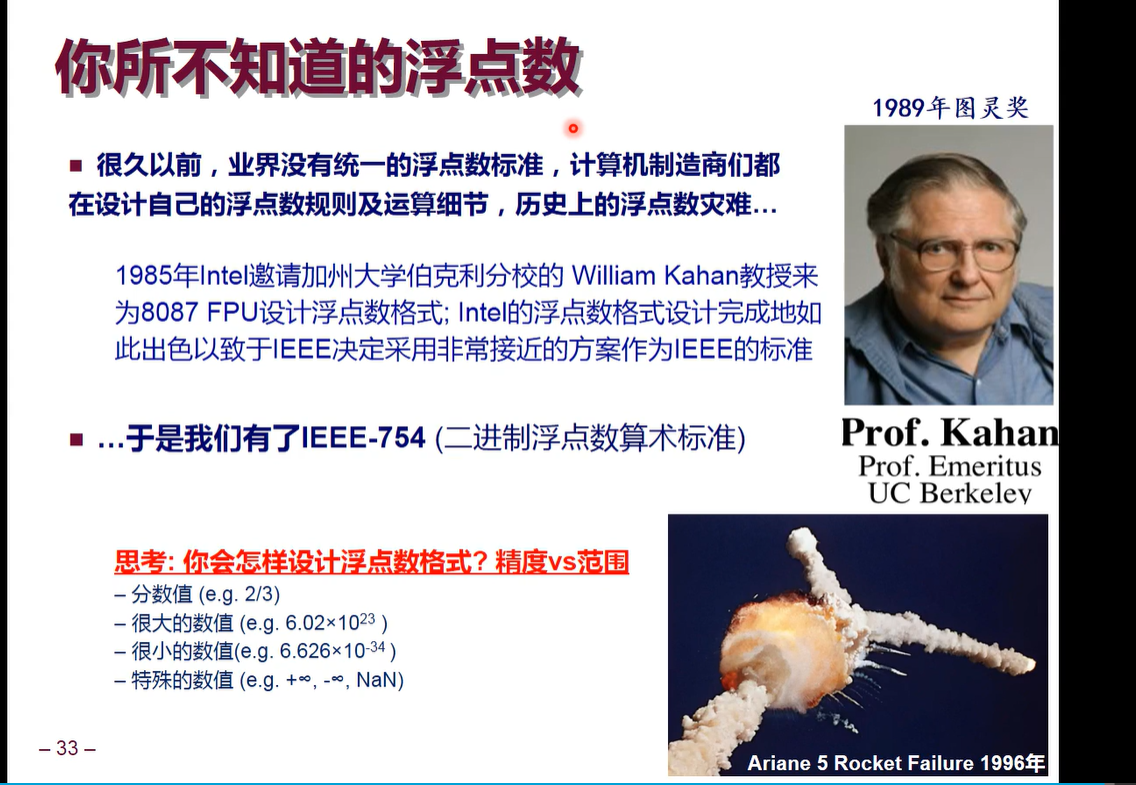 你所不知道的浮点数
1989年图灵奖
■ 很久以前，业界没有统一的浮点数标准，计算机制造商们都
在设计自己的浮点数规则及运算细节，历史上的浮点数灾难…
1985年Intel邀请加州大学伯克利分校的 William Kahan教授来
为8087 FPU设计浮点数格式; Intel的浮点数格式设计完成地如
此出色以致于IEEE决定采用非常接近的方案作为IEEE的标准
■ …于是我们有了IEEE-754 (二进制浮点数算术标准)
Prof. Kahan
Prof. Emeritus
UC Berkeley
思考: 你会怎样设计浮点数格式? 精度vs范围
– 分数值 (e.g. 2/3)
– 很大的数值 (e.g. 6.02×10²³ )
– 很小的数值(e.g. 6.626×10⁻³⁴ )
– 特殊的数值 (e.g. +∞, -∞, NaN)
Ariane 5 Rocket Failure 1996年
– 33 –